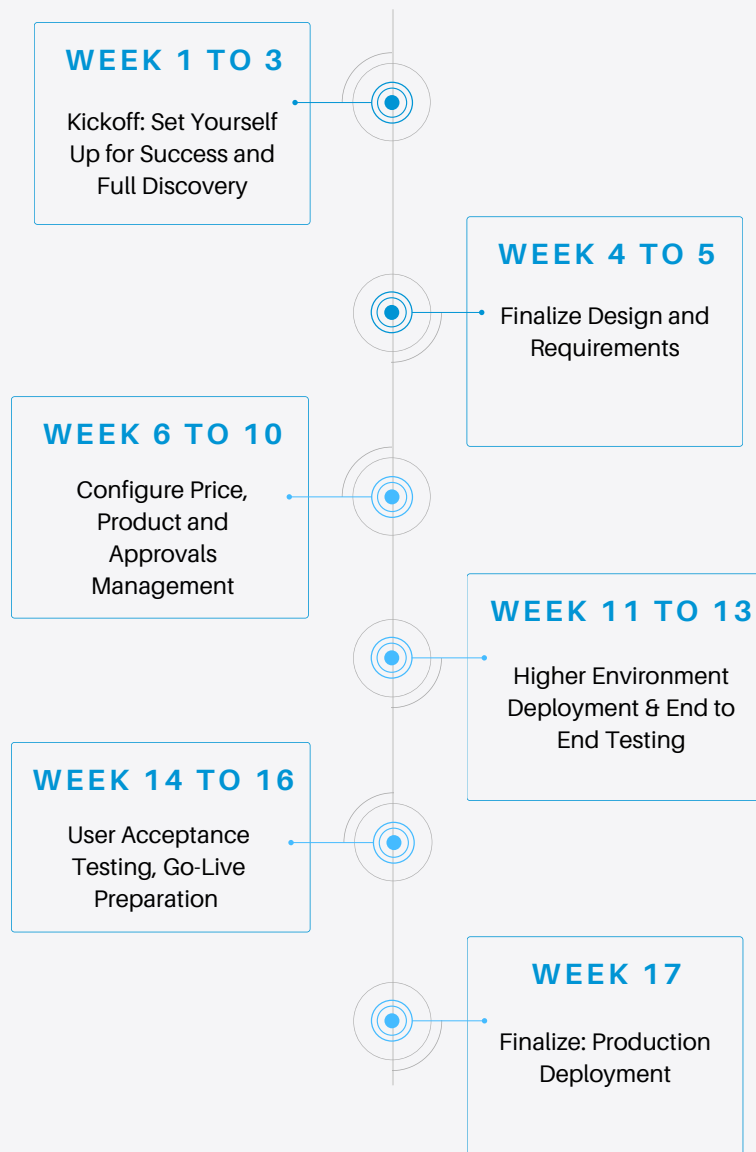 WEEK 1 TO 3
Kickoff: Set Yourself
Up for Success and
Full Discovery
WEEK 4 TO 5
Finalize Design and
Requirements
WEEK 6 TO 10
Configure Price,
Product and
Approvals
Management
WEEK 11 TO 13
Higher Environment
Deployment & End to
End Testing
WEEK 14 TO 16
User Acceptance
Testing, Go-Live
Preparation
WEEK 17
Finalize: Production
Deployment